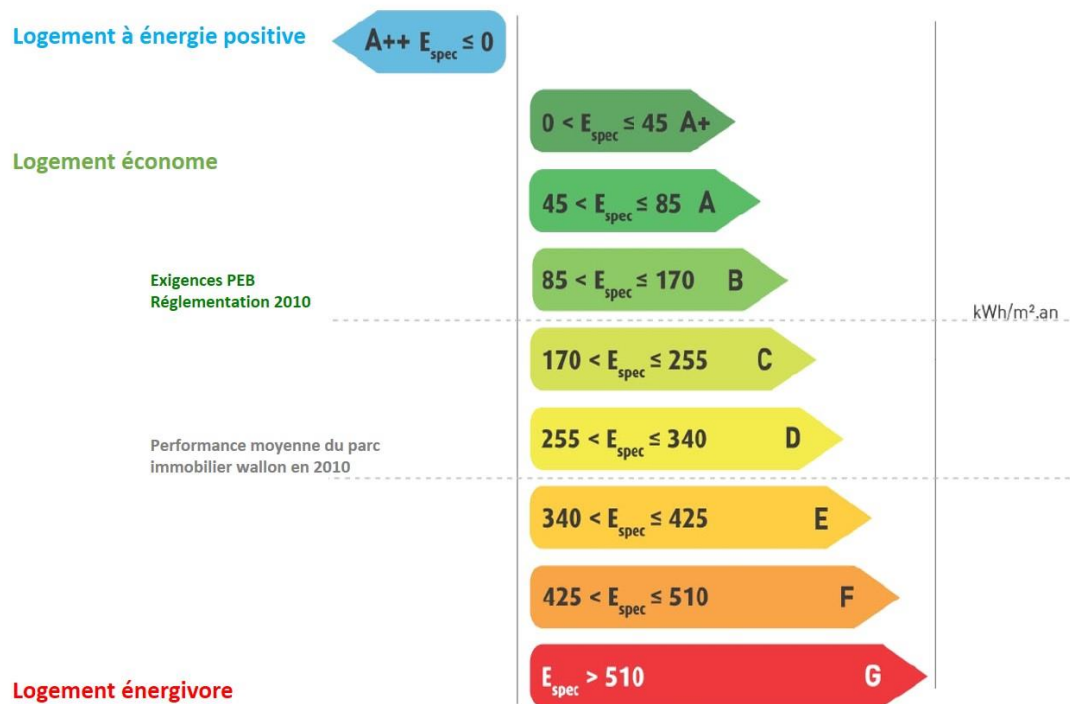 Logement à énergie positive
A++ Espec ≤ 0
0 < Espec ≤ 45 A+
Logement économe
45 < Espec ≤ 85 A
Exigences PEB
Réglementation 2010
85 < Espec ≤ 170 B
kWh/m².an
170 < Espec ≤ 255 C
255 < Espec ≤ 340 D
Performance moyenne du parc
immobilier wallon en 2010
340 < Espec ≤ 425 E
425 < Espec ≤ 510 F
Espec > 510 G
Logement énergivore